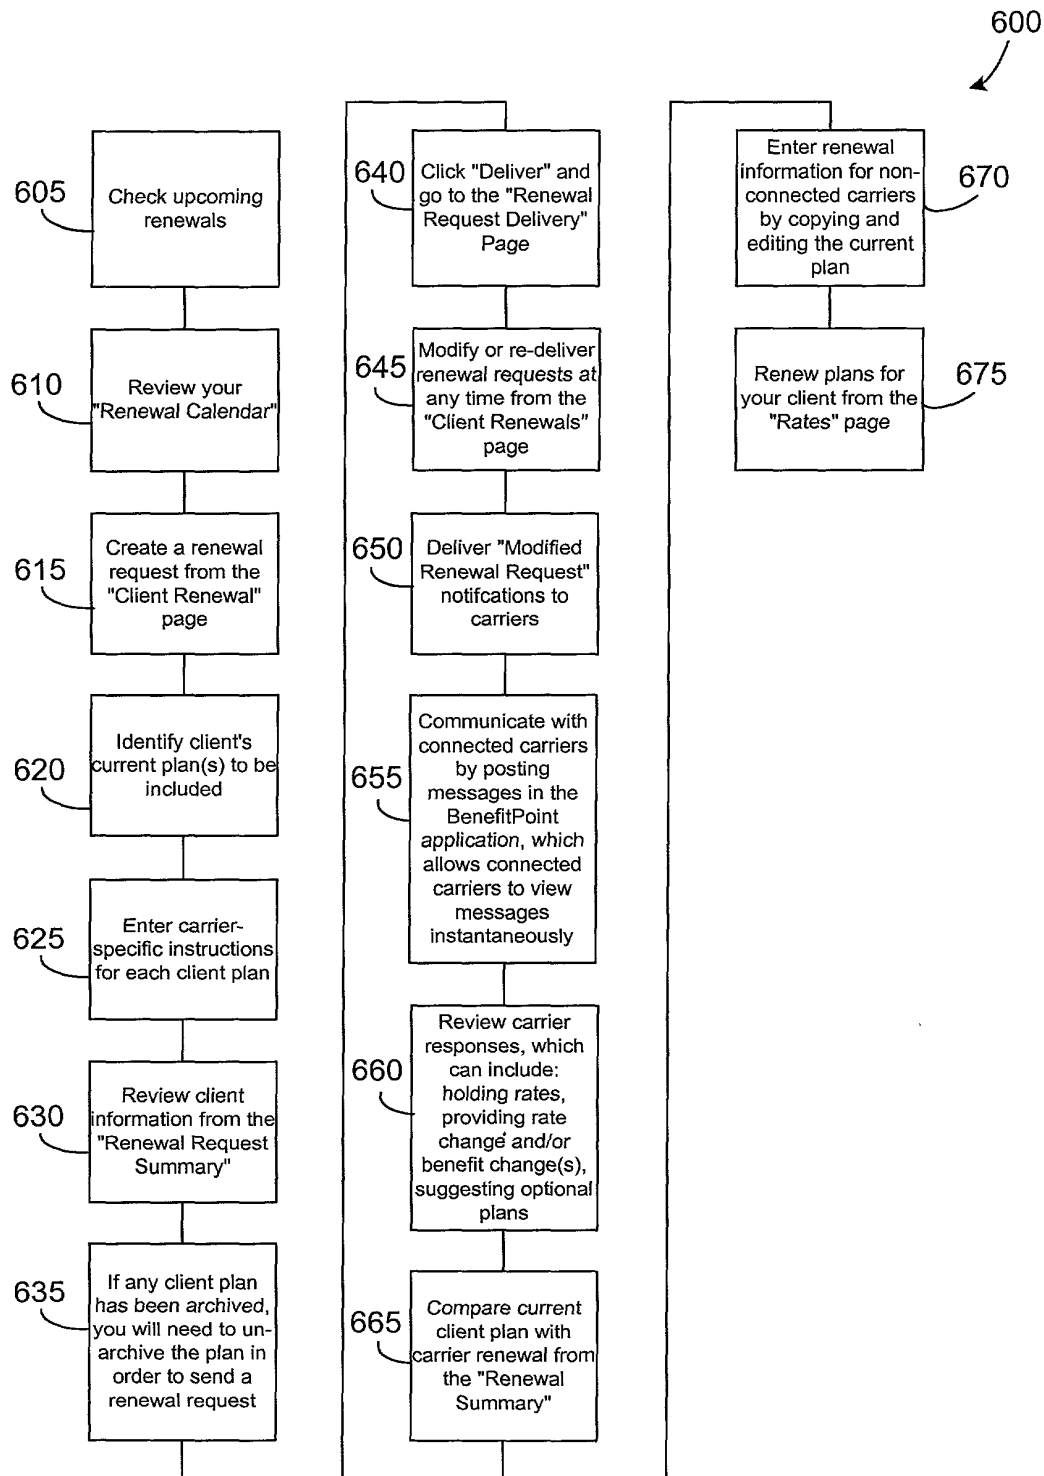 600
605
Check upcoming
renewals
610
Review your
"Renewal Calendar"
615
Create a renewal
request from the
"Client Renewal"
page
620
Identify client's
current plan(s) to be
included
625
Enter carrier-
specific instructions
for each client plan
630
Review client
information from the
"Renewal Request
Summary"
635
If any client plan
has been archived,
you will need to un-
archive the plan in
order to send a
renewal request
640
Click "Deliver" and
go to the "Renewal
Request Delivery"
Page
645
Modify or re-deliver
renewal requests at
any time from the
"Client Renewals"
page
650
Deliver "Modified
Renewal Request"
notifcations to
carriers
655
Communicate with
connected carriers
by posting
messages in the
BenefitPoint
application, which
allows connected
carriers to view
messages
instantaneously
660
Review carrier
responses, which
can include:
holding rates,
providing rate
change and/or
benefit change(s),
suggesting optional
plans
665
Compare current
client plan with
carrier renewal from
the "Renewal
Summary"
670
Enter renewal
information for non-
connected carriers
by copying and
editing the current
plan
675
Renew plans for
your client from the
"Rates" page